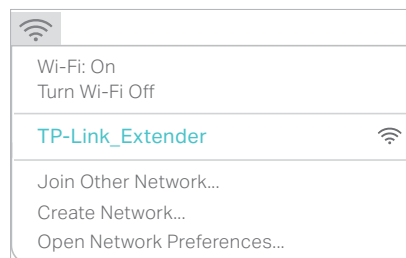 Wi-Fi: On
Turn Wi-Fi Off
TP-Link_Extender
Join Other Network...
Create Network...
Open Network Preferences...